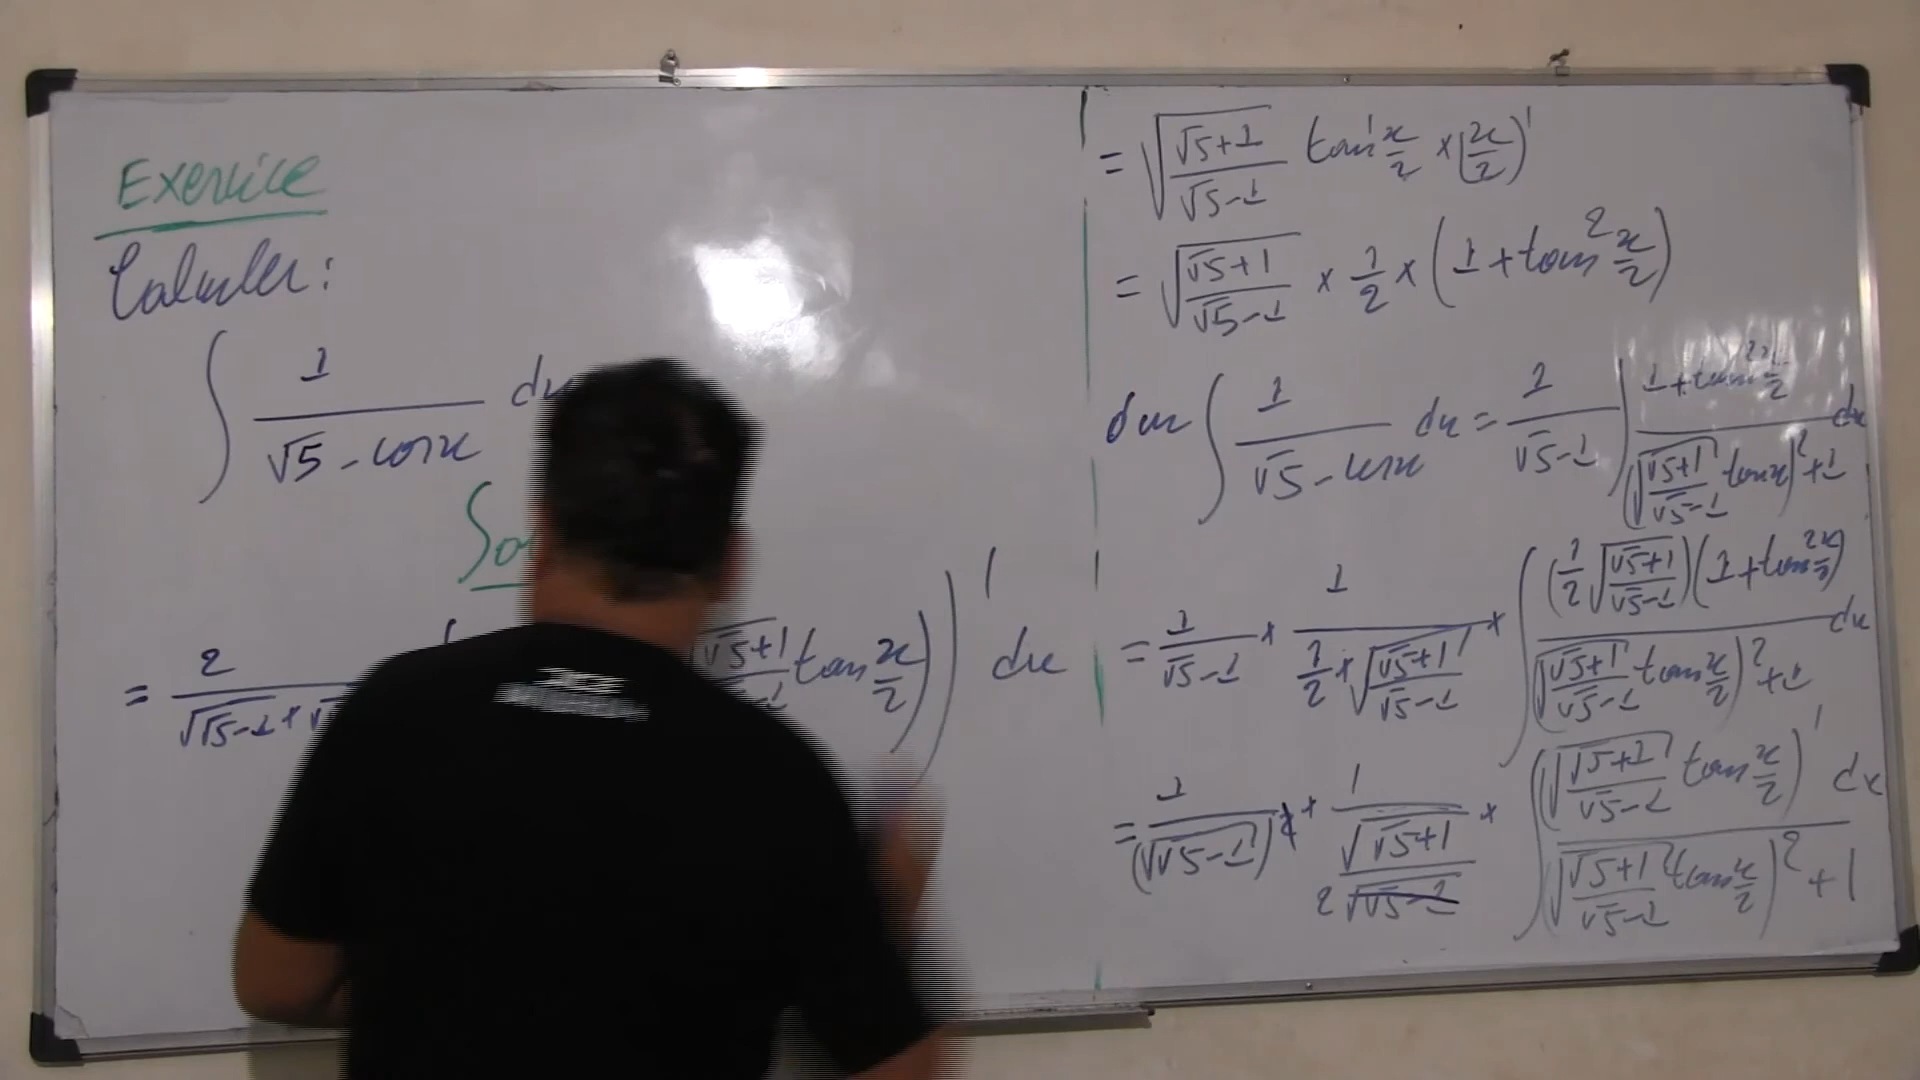 Exercice
Calculer:
∫ 1/(√5 - cosx) dx
So
= 2/(√(√5-1) × √ √5+1 tan x/2))' dx
= √((√5+1)/(√5-1)) tan' x/2 × (x/2)'
= √((√5+1)/(√5-1)) × 1/2 × (1 + tan² x/2)
donc ∫ 1/(√5 - cosx) dx = 1/(√5-1) ∫ (1 + tan² x/2)/((√((√5+1)/(√5-1)) tan x)² + 1) dx
= 1/(√5-1) × 1/(1/2 × √((√5+1)/(√5-1))) × ∫ ((1/2 √((√5+1)/(√5-1))) (1 + tan² x/2))/((√((√5+1)/(√5-1)) tan x/2)² + 1) dx
= 1/(√(√5-1))² × 1/(√(√5+1)/(2√(√5-1))) × ∫ (√((√5+1)/(√5-1)) tan x/2)'/((√((√5+1)/(√5-1)) tan x/2)² + 1) dx